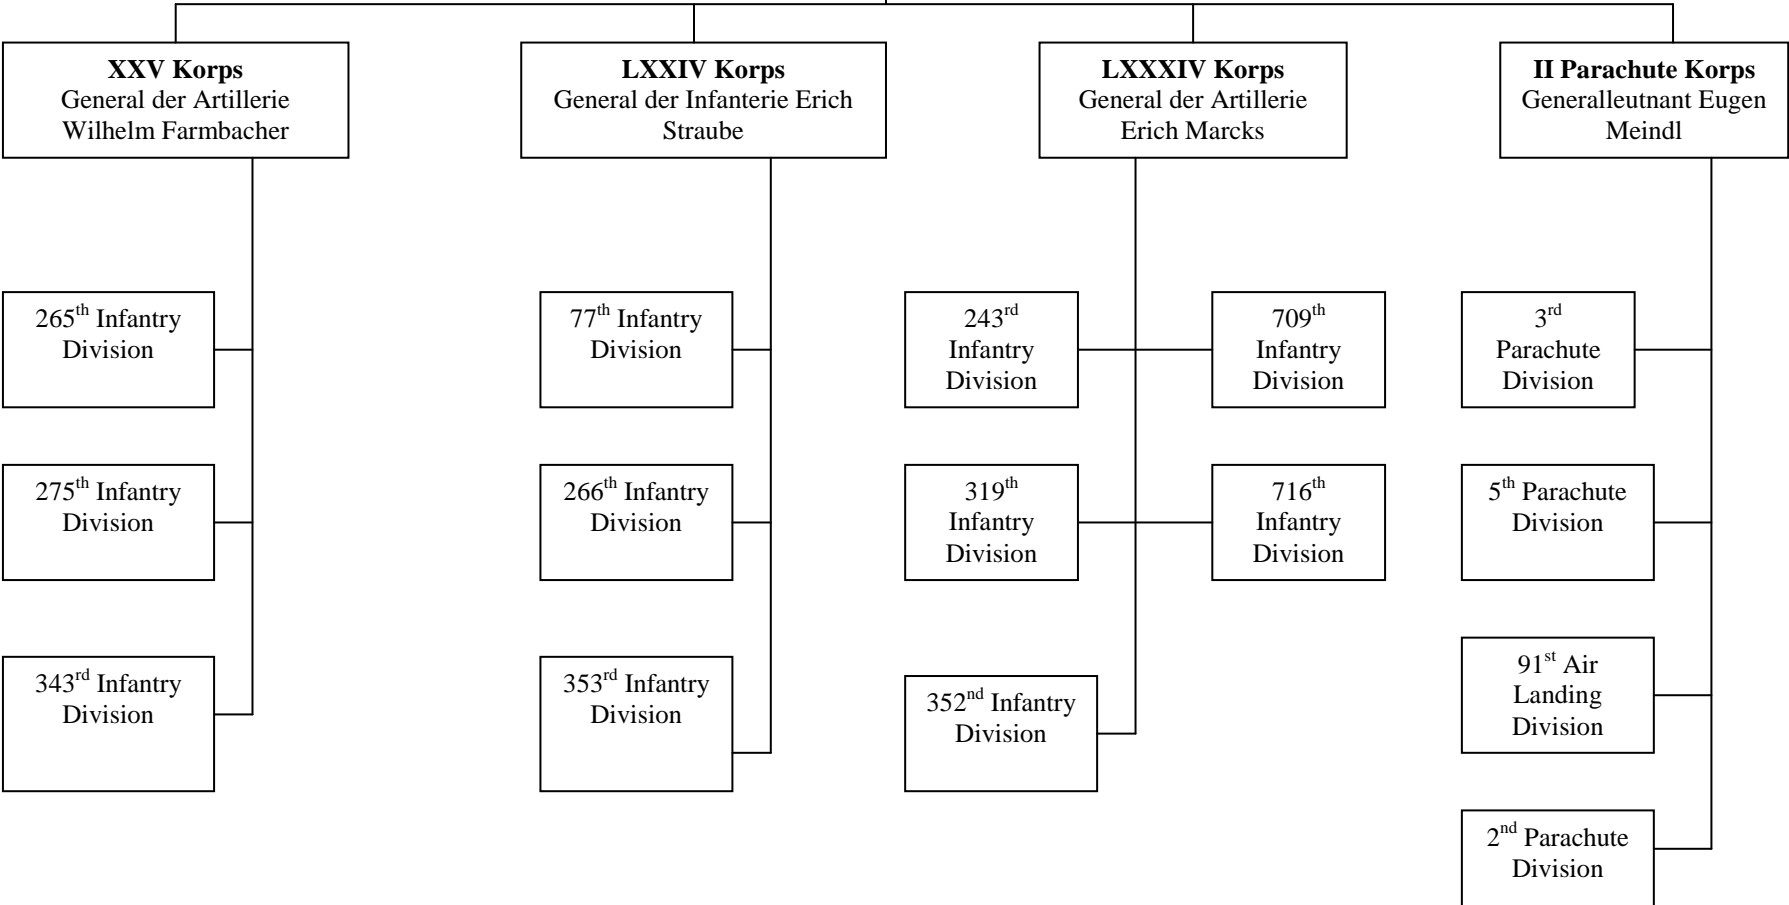 XXV Korps
General der Artillerie
Wilhelm Farmbacher
265th Infantry
Division
275th Infantry
Division
343rd Infantry
Division
LXXIV Korps
General der Infanterie Erich
Straube
77th Infantry
Division
266th Infantry
Division
353rd Infantry
Division
LXXXIV Korps
General der Artillerie
Erich Marcks
243rd
Infantry
Division
709th
Infantry
Division
319th
Infantry
Division
716th
Infantry
Division
352nd Infantry
Division
II Parachute Korps
Generalleutnant Eugen
Meindl
3rd
Parachute
Division
5th Parachute
Division
91st Air
Landing
Division
2nd Parachute
Division